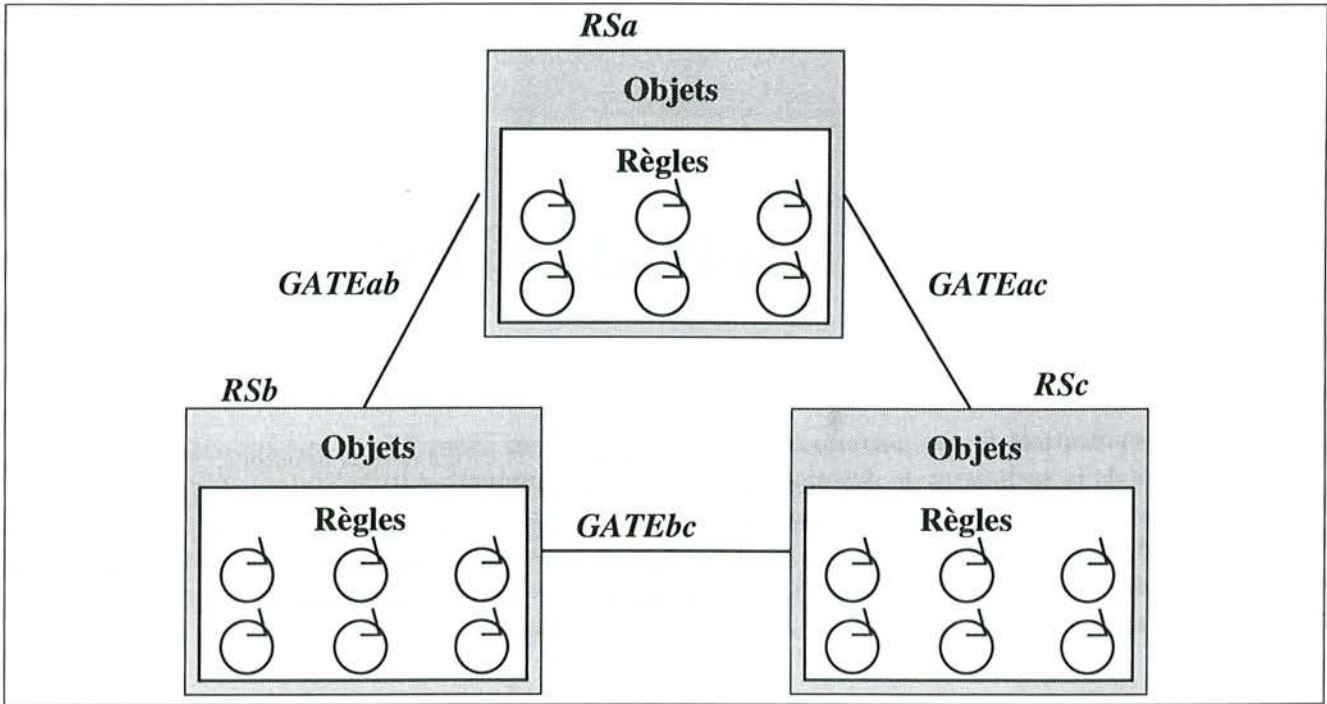 RSa
Objets
Règles
GATEab
GATEac
RSb
RSc
Objets
Objets
Règles
GATEbc
Règles